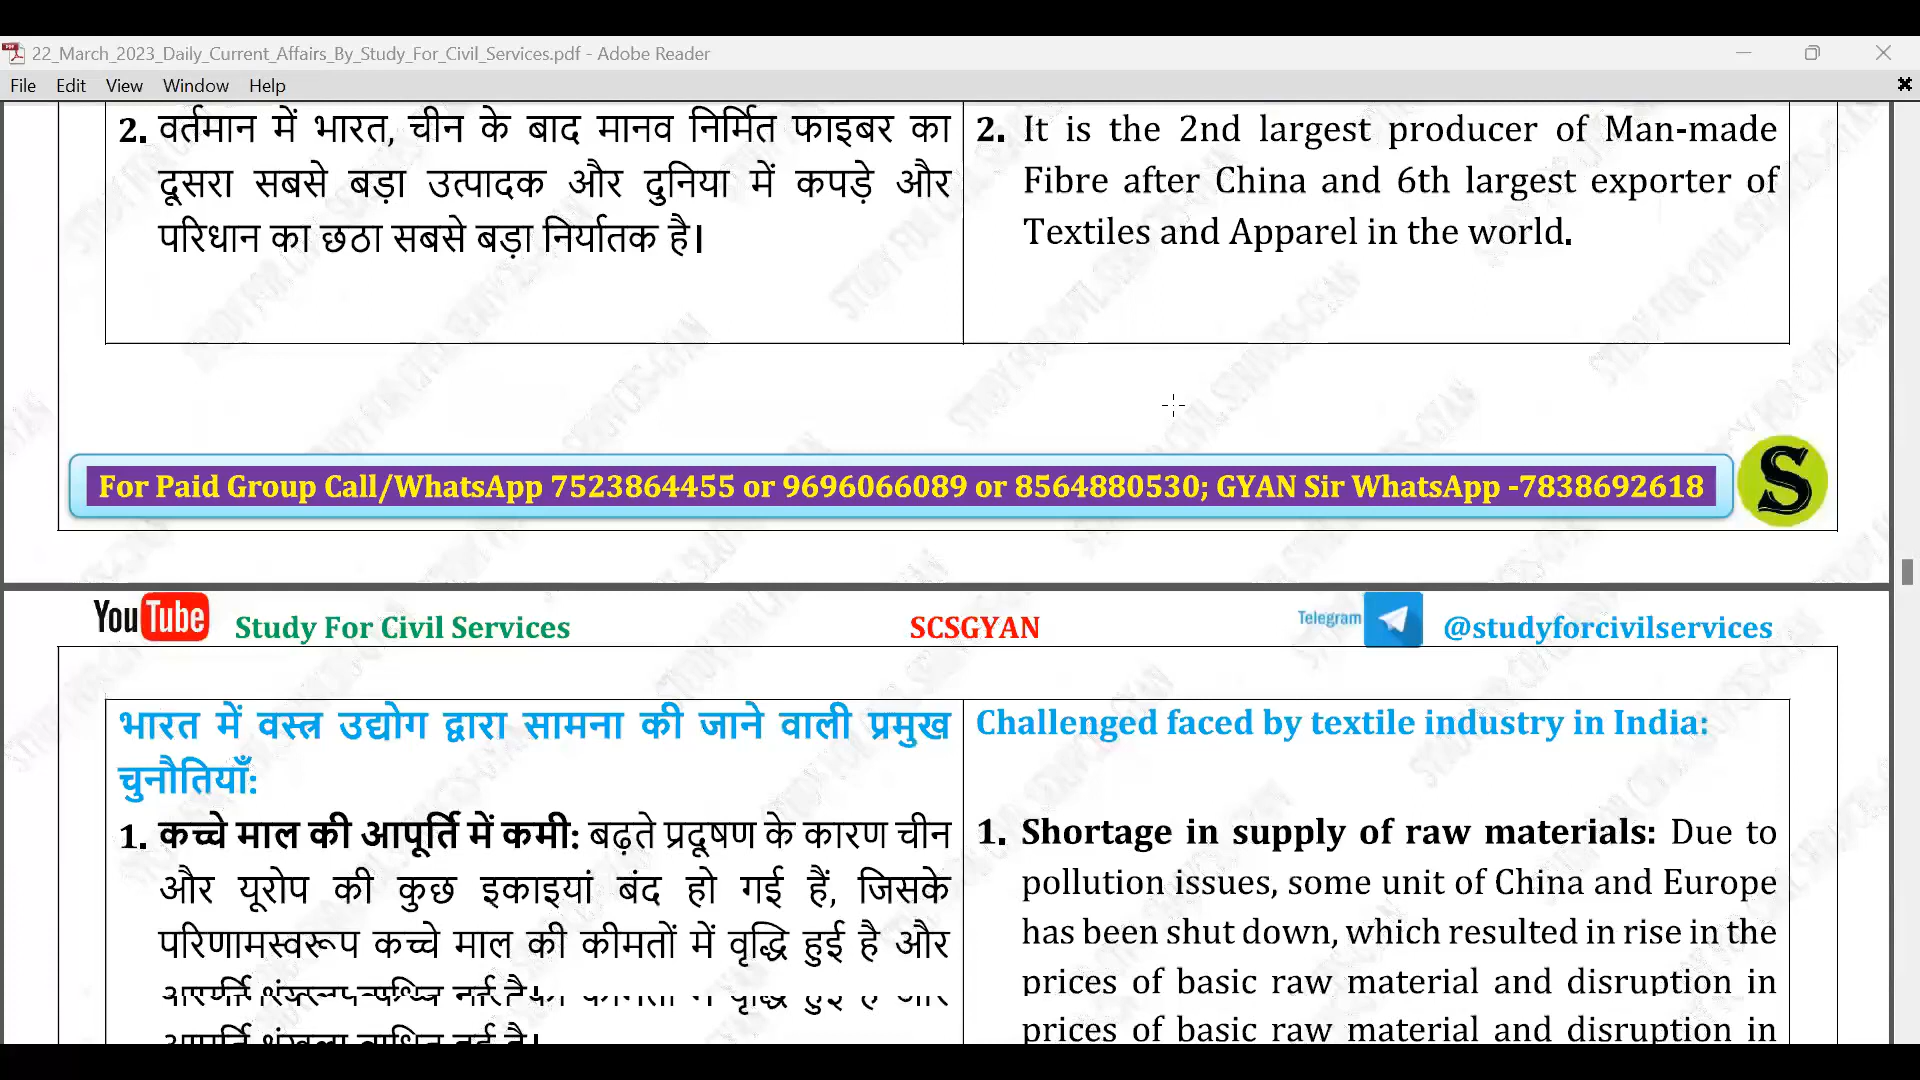 22_March_2023_Daily_Current_Affairs_By_Study_For_Civil_Services.pdf - Adobe Reader
File Edit View Window Help
2. वर्तमान में भारत, चीन के बाद मानव निर्मित फाइबर का
दूसरा सबसे बड़ा उत्पादक और दुनिया में कपड़े और
परिधान का छठा सबसे बड़ा निर्यातक है।
2. It is the 2nd largest producer of Man-made
Fibre after China and 6th largest exporter of
Textiles and Apparel in the world.
For Paid Group Call/WhatsApp 7523864455 or 9696066089 or 8564880530; GYAN Sir WhatsApp -7838692618
S
YouTube Study For Civil Services SCSGYAN Telegram @studyforcivilservices
भारत में वस्त्र उद्योग द्वारा सामना की जाने वाली प्रमुख
चुनौतियाँ:
1. कच्चे माल की आपूर्ति में कमी: बढ़ते प्रदूषण के कारण चीन
और यूरोप की कुछ इकाइयां बंद हो गई हैं, जिसके
परिणामस्वरूप कच्चे माल की कीमतों में वृद्धि हुई है और
Challenged faced by textile industry in India:
1. Shortage in supply of raw materials: Due to
pollution issues, some unit of China and Europe
has been shut down, which resulted in rise in the
prices of basic raw material and disruption in
prices of basic raw material and disruption in